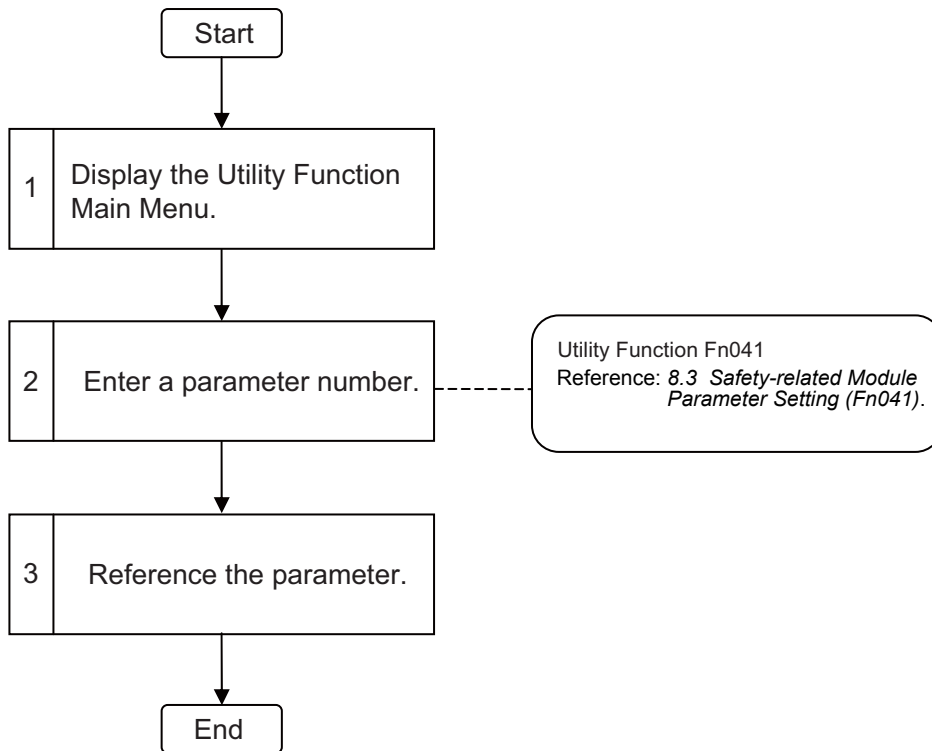 Start
1
Display the Utility Function
Main Menu.
2
Enter a parameter number.
Utility Function Fn041
Reference: 8.3 Safety-related Module
Parameter Setting (Fn041).
3
Reference the parameter.
End